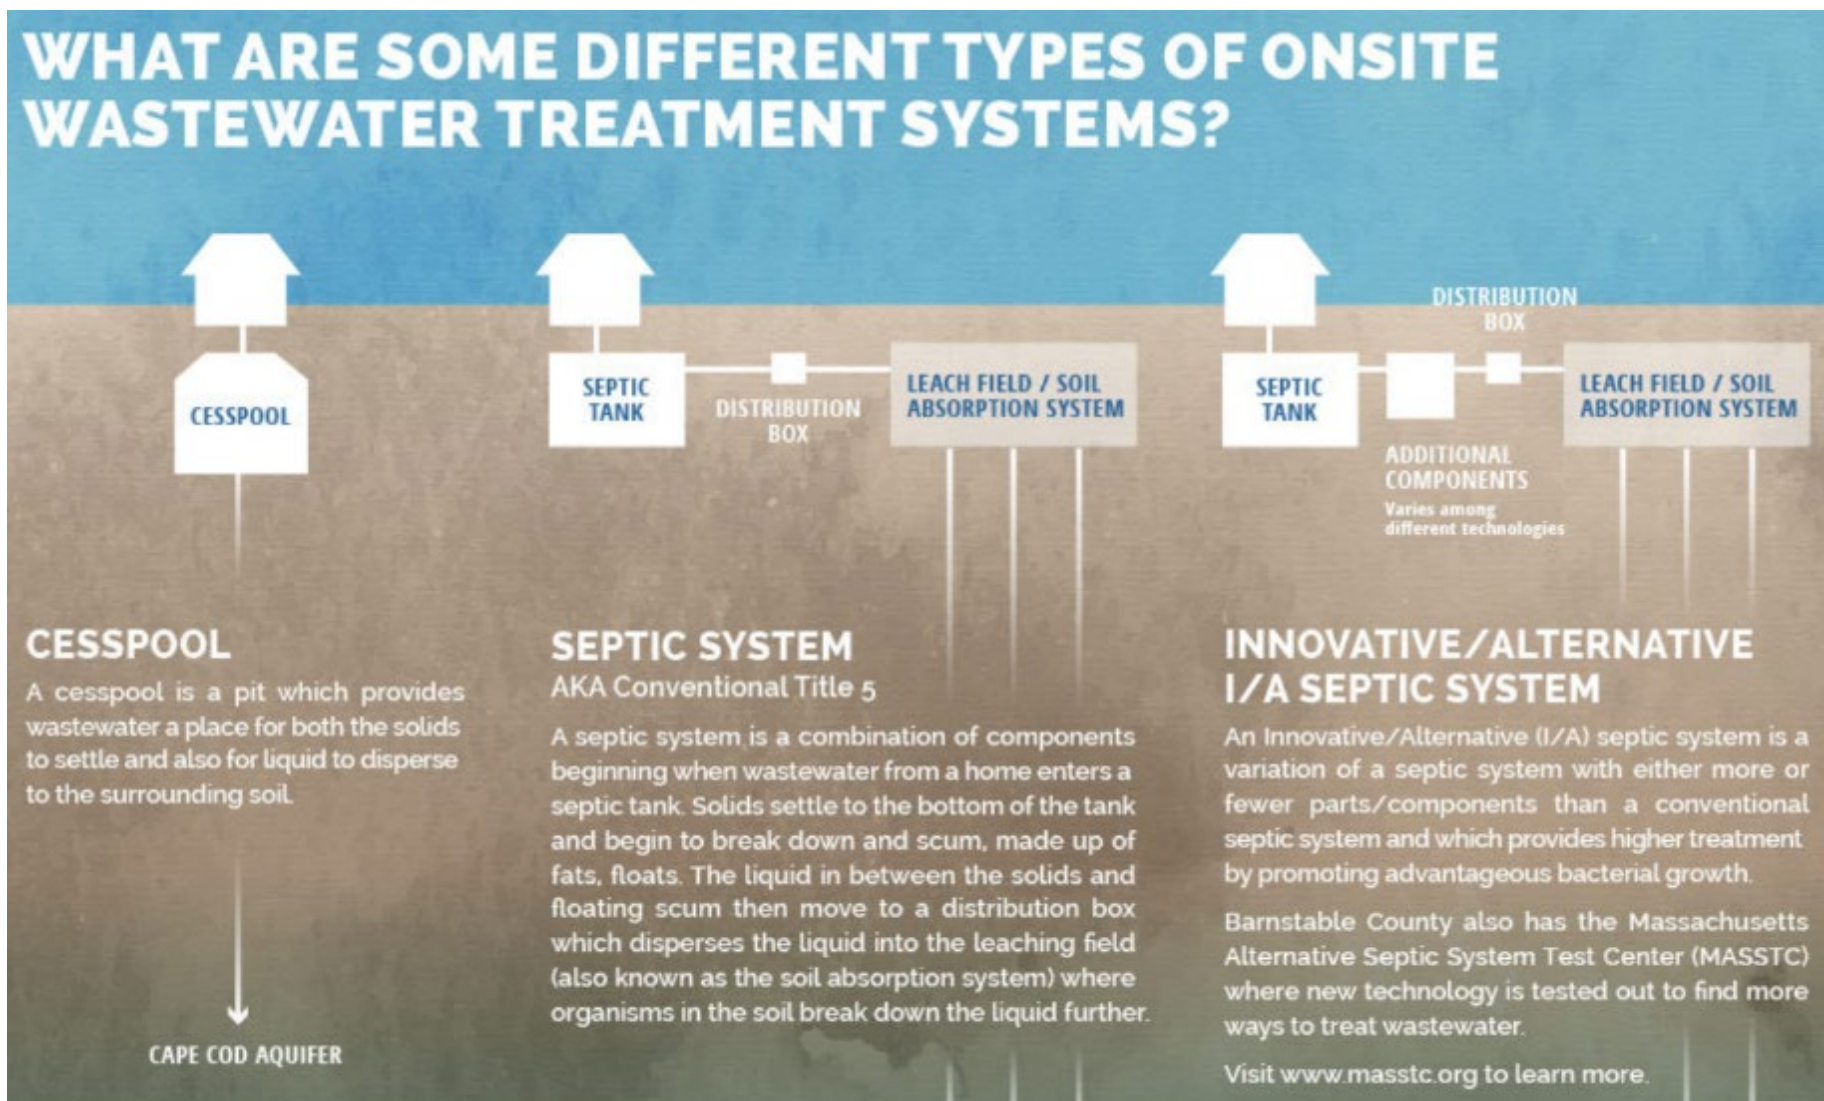 WHAT ARE SOME DIFFERENT TYPES OF ONSITE
WASTEWATER TREATMENT SYSTEMS?
CESSPOOL
SEPTIC
TANK
DISTRIBUTION
BOX
LEACH FIELD / SOIL
ABSORPTION SYSTEM
SEPTIC
TANK
ADDITIONAL
COMPONENTS
Varies among
different technologies
DISTRIBUTION
BOX
LEACH FIELD / SOIL
ABSORPTION SYSTEM
CESSPOOL
A cesspool is a pit which provides
wastewater a place for both the solids
to settle and also for liquid to disperse
to the surrounding soil.
CAPE COD AQUIFER
SEPTIC SYSTEM
AKA Conventional Title 5
A septic system is a combination of components
beginning when wastewater from a home enters a
septic tank. Solids settle to the bottom of the tank
and begin to break down and scum, made up of
fats, floats. The liquid in between the solids and
floating scum then move to a distribution box
which disperses the liquid into the leaching field
(also known as the soil absorption system) where
organisms in the soil break down the liquid further.
INNOVATIVE/ALTERNATIVE
I/A SEPTIC SYSTEM
An Innovative/Alternative (I/A) septic system is a
variation of a septic system with either more or
fewer parts/components than a conventional
septic system and which provides higher treatment
by promoting advantageous bacterial growth.
Barnstable County also has the Massachusetts
Alternative Septic System Test Center (MASSTC)
where new technology is tested out to find more
ways to treat wastewater.
Visit www.masstc.org to learn more.